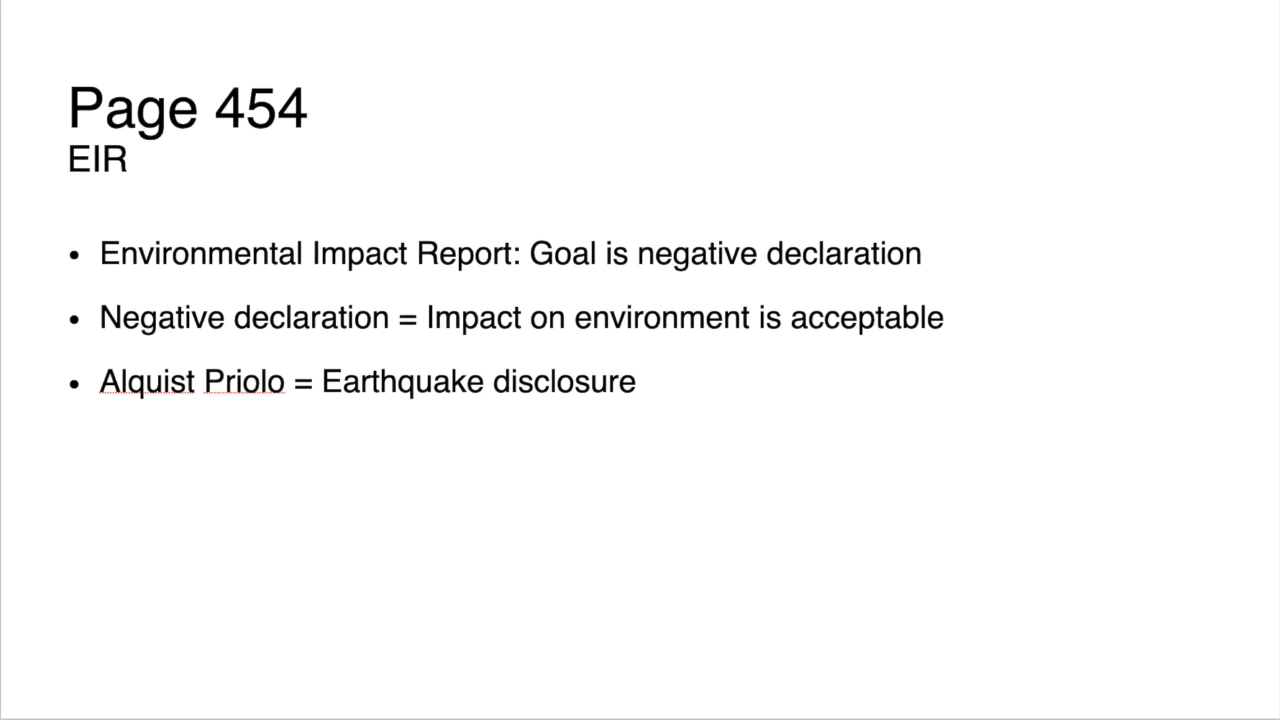 Page 454
EIR
• Environmental Impact Report: Goal is negative declaration
• Negative declaration = Impact on environment is acceptable
• Alquist Priolo = Earthquake disclosure